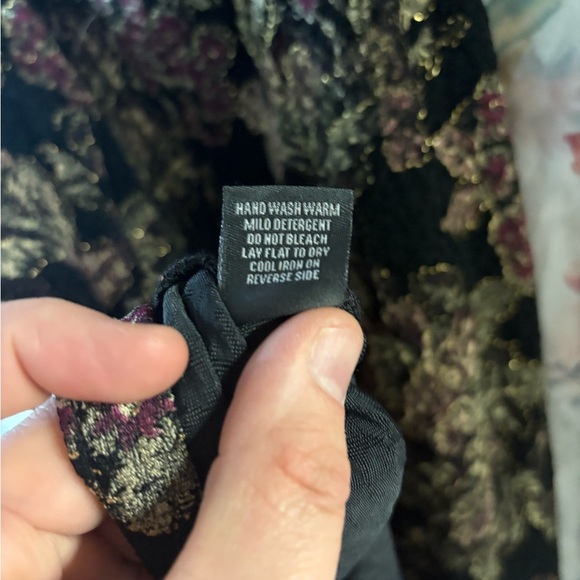 HAND WASH WARM
MILD DETERGENT
DO NOT BLEACH
LAY FLAT TO DRY
COOL IRON ON
REVERSE SIDE